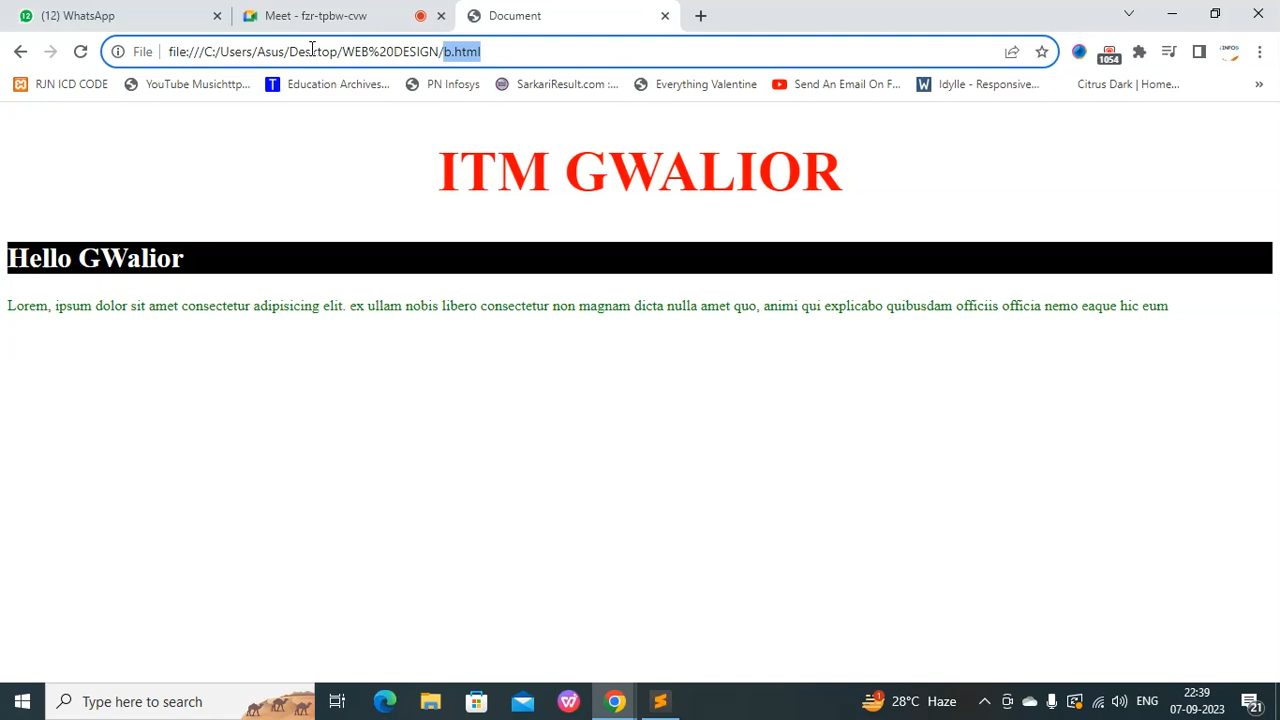 (12) WhatsApp
Meet - fzr-tpbw-cvw
Document
File
file:///C:/Users/Asus/Desktop/WEB%20DESIGN/b.html
1054
INFOS
RJN ICD CODE
YouTube Musichttp...
Education Archives...
PN Infosys
SarkariResult.com :...
Everything Valentine
Send An Email On F...
Idylle - Responsive...
Citrus Dark | Home...
»
ITM GWALIOR
Hello GWalior
Lorem, ipsum dolor sit amet consectetur adipisicing elit. ex ullam nobis libero consectetur non magnam dicta nulla amet quo, animi qui explicabo quibusdam officiis officia nemo eaque hic eum
Type here to search
1
28°C Haze
ENG
22:39
07-09-2023
21